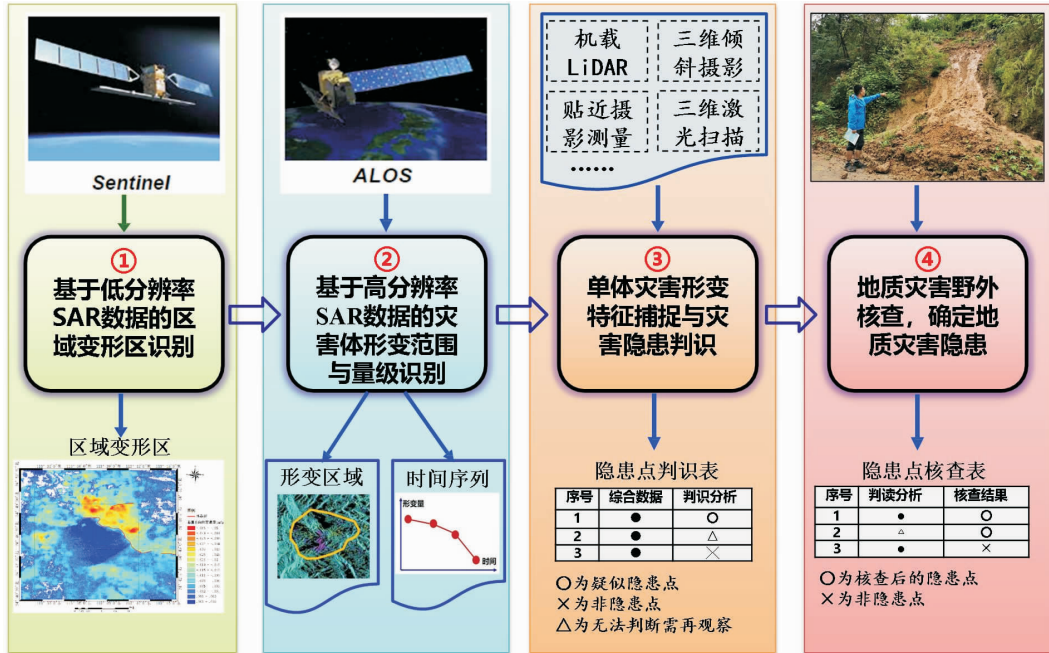 Sentinel
①
基于低分辨率
SAR数据的区
域变形区识别
区域变形区
ALOS
②
基于高分辨率
SAR数据的灾
害体形变范围
与量级识别
形变区域
时间序列
形变量
时间
机载
LiDAR
三维倾
斜摄影
贴近摄
影测量
三维激
光扫描
……
③
单体灾害形变
特征捕捉与灾
害隐患判识
隐患点判识表
序号 综合数据 判识分析
1 ● ○
2 ● △
3 ● ×
○为疑似隐患点
×为非隐患点
△为无法判断需再观察
④
地质灾害野外
核查，确定地
质灾害隐患
隐患点核查表
序号 判读分析 核查结果
1 ● ○
2 △ ○
3 ● ×
○为核查后的隐患点
×为非隐患点